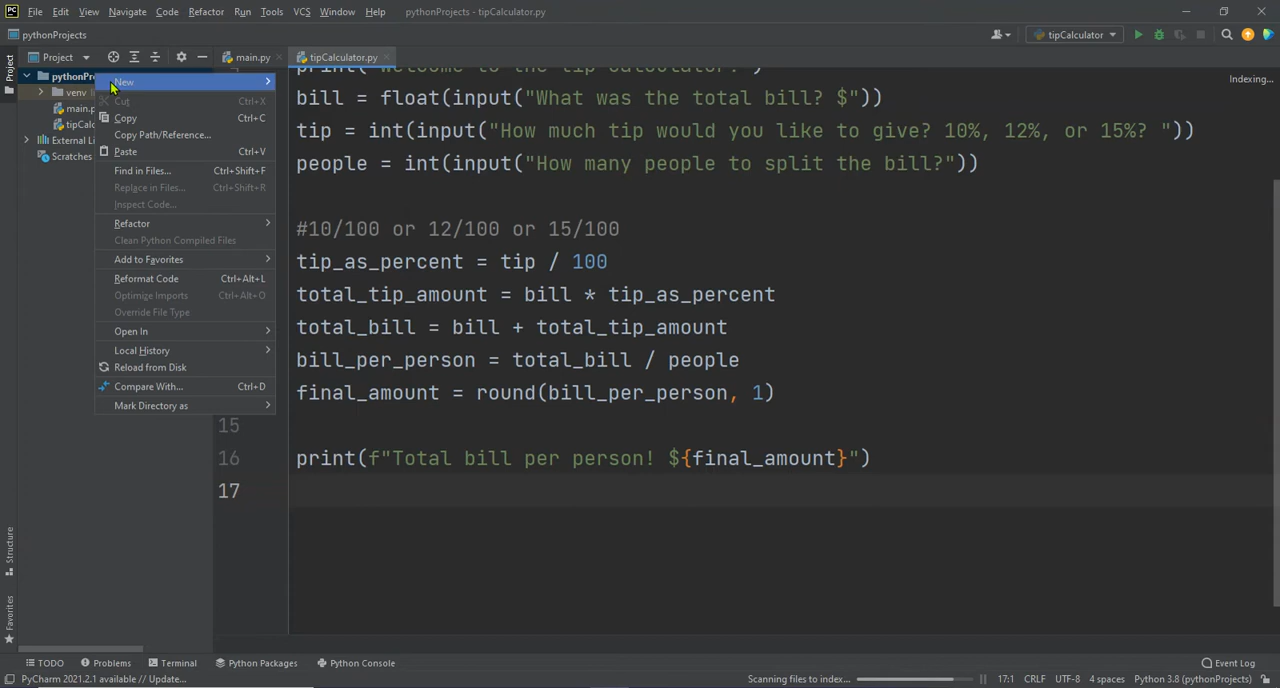 PC File Edit View Navigate Code Refactor Run Tools VCS Window Help pythonProjects - tipCalculator.py
pythonProjects
tipCalculator
Project
Project
main.py
tipCalculator.py
Indexing...
pythonPr
venv
main.p
tipCalc
External Li
Scratches
New
Cut Ctrl+X
Copy Ctrl+C
Copy Path/Reference...
Paste Ctrl+V
Find in Files... Ctrl+Shift+F
Replace in Files... Ctrl+Shift+R
Inspect Code...
Refactor
Clean Python Compiled Files
Add to Favorites
Reformat Code Ctrl+Alt+L
Optimize Imports Ctrl+Alt+O
Override File Type
Open In
Local History
Reload from Disk
Compare With... Ctrl+D
Mark Directory as
bill = float(input("What was the total bill? $"))
tip = int(input("How much tip would you like to give? 10%, 12%, or 15%? "))
people = int(input("How many people to split the bill?"))
#10/100 or 12/100 or 15/100
tip_as_percent = tip / 100
total_tip_amount = bill * tip_as_percent
total_bill = bill + total_tip_amount
bill_per_person = total_bill / people
final_amount = round(bill_per_person, 1)
15
16 print(f"Total bill per person! ${final_amount}")
17
Structure
Favorites
TODO Problems Terminal Python Packages Python Console Event Log
PyCharm 2021.2.1 available // Update... Scanning files to index... 17:1 CRLF UTF-8 4 spaces Python 3.8 (pythonProjects)